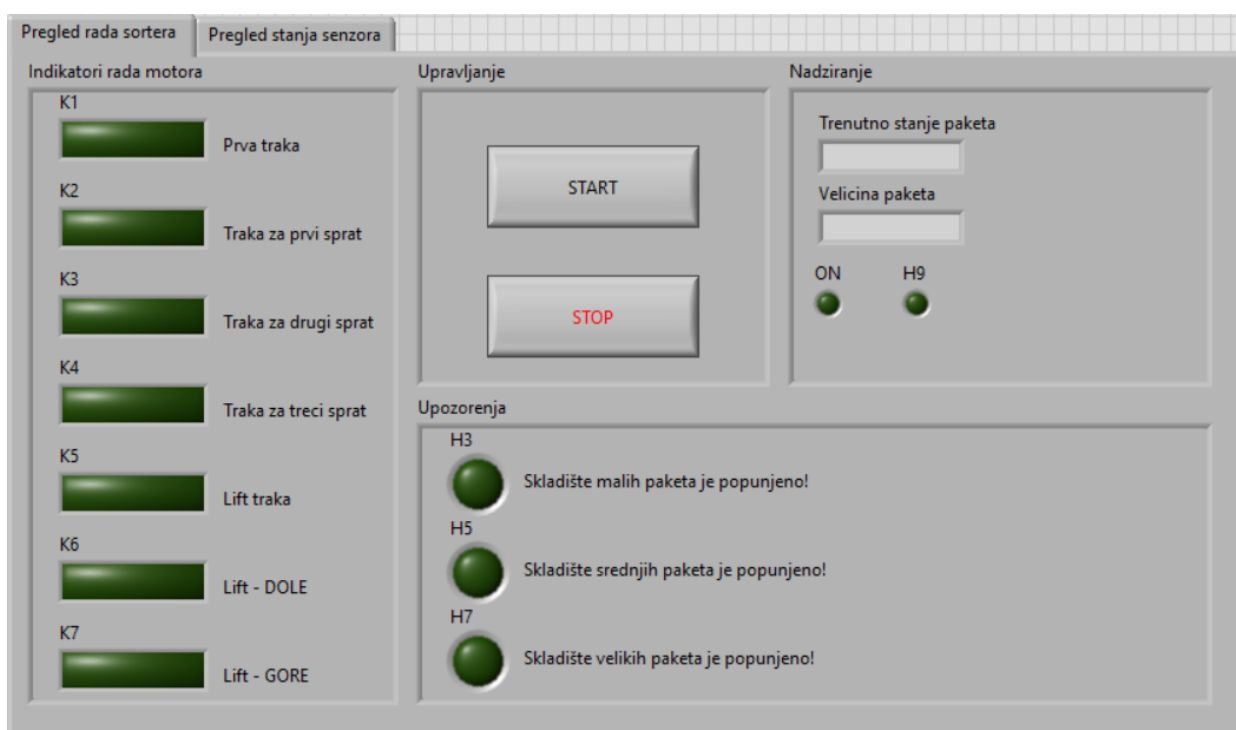 Pregled rada sortera
Pregled stanja senzora
Indikatori rada motora
K1
Prva traka
K2
Traka za prvi sprat
K3
Traka za drugi sprat
K4
Traka za treci sprat
K5
Lift traka
K6
Lift - DOLE
K7
Lift - GORE
Upravljanje
START
STOP
Nadziranje
Trenutno stanje paketa
Velicina paketa
ON
H9
Upozorenja
H3
Skladište malih paketa je popunjeno!
H5
Skladište srednjih paketa je popunjeno!
H7
Skladište velikih paketa je popunjeno!